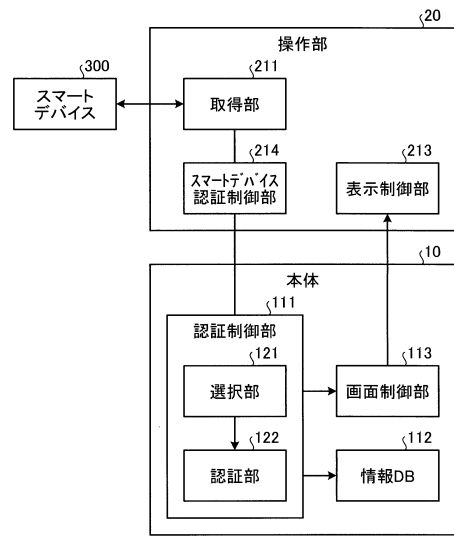 20
操作部
300
スマート
デバイス
211
取得部
214
スマートデバイス
認証制御部
213
表示制御部
10
本体
111
認証制御部
121
選択部
113
画面制御部
122
認証部
112
情報DB